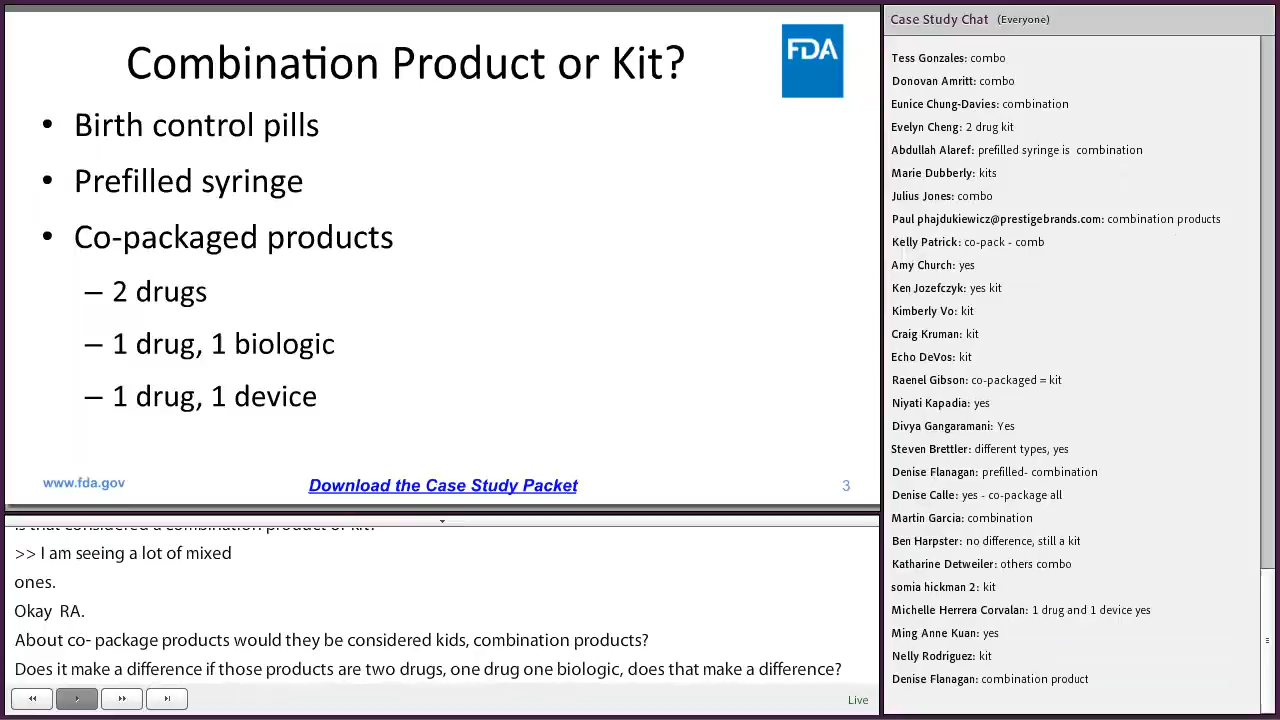 Combination Product or Kit?
FDA
• Birth control pills
• Prefilled syringe
• Co-packaged products
– 2 drugs
– 1 drug, 1 biologic
– 1 drug, 1 device
www.fda.gov
Download the Case Study Packet
3
is that considered a combination product or kit?
>> I am seeing a lot of mixed
ones.
Okay RA.
About co- package products would they be considered kids, combination products?
Does it make a difference if those products are two drugs, one drug one biologic, does that make a difference?
Live
Case Study Chat (Everyone)
Tess Gonzales: combo
Donovan Amritt: combo
Eunice Chung-Davies: combination
Evelyn Cheng: 2 drug kit
Abdullah Alaref: prefilled syringe is combination
Marie Dubberly: kits
Julius Jones: combo
Paul phajdukiewicz@prestigebrands.com: combination products
Kelly Patrick: co-pack - comb
Amy Church: yes
Ken Jozefczyk: yes kit
Kimberly Vo: kit
Craig Kruman: kit
Echo DeVos: kit
Raenel Gibson: co-packaged = kit
Niyati Kapadia: yes
Divya Gangaramani: Yes
Steven Brettler: different types, yes
Denise Flanagan: prefilled- combination
Denise Calle: yes - co-package all
Martin Garcia: combination
Ben Harpster: no difference, still a kit
Katharine Detweiler: others combo
somia hickman 2: kit
Michelle Herrera Corvalan: 1 drug and 1 device yes
Ming Anne Kuan: yes
Nelly Rodriguez: kit
Denise Flanagan: combination product